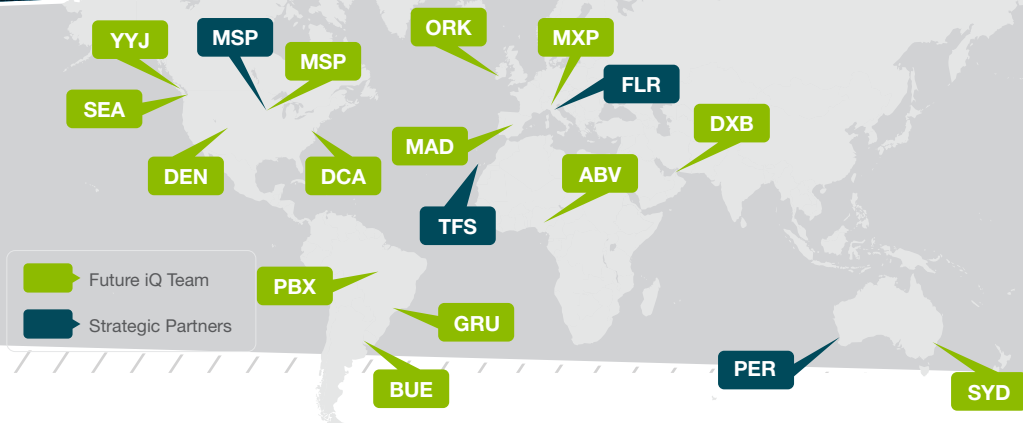 YYJ
MSP
MSP
ORK
MXP
FLR
SEA
DXB
MAD
DEN
DCA
ABV
TFS
Future iQ Team
PBX
Strategic Partners
GRU
PER
BUE
SYD